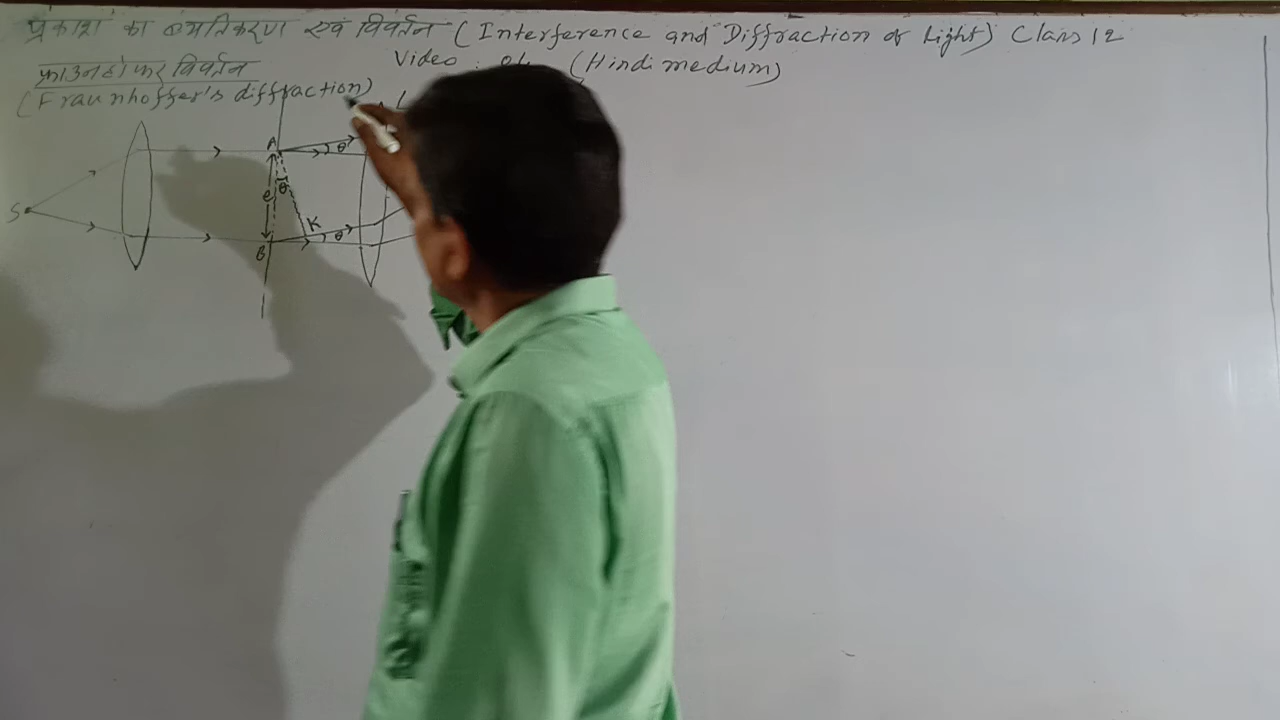 प्रकाश का व्यतिकरण एवं विवर्तन (Interference and Diffraction of Light) Class 12
फ्राउनहोफर विवर्तन
Video. (Hindi medium)
(Fraunhoffer's diffraction)
L
A
θ
θ
e
S
K
θ
B